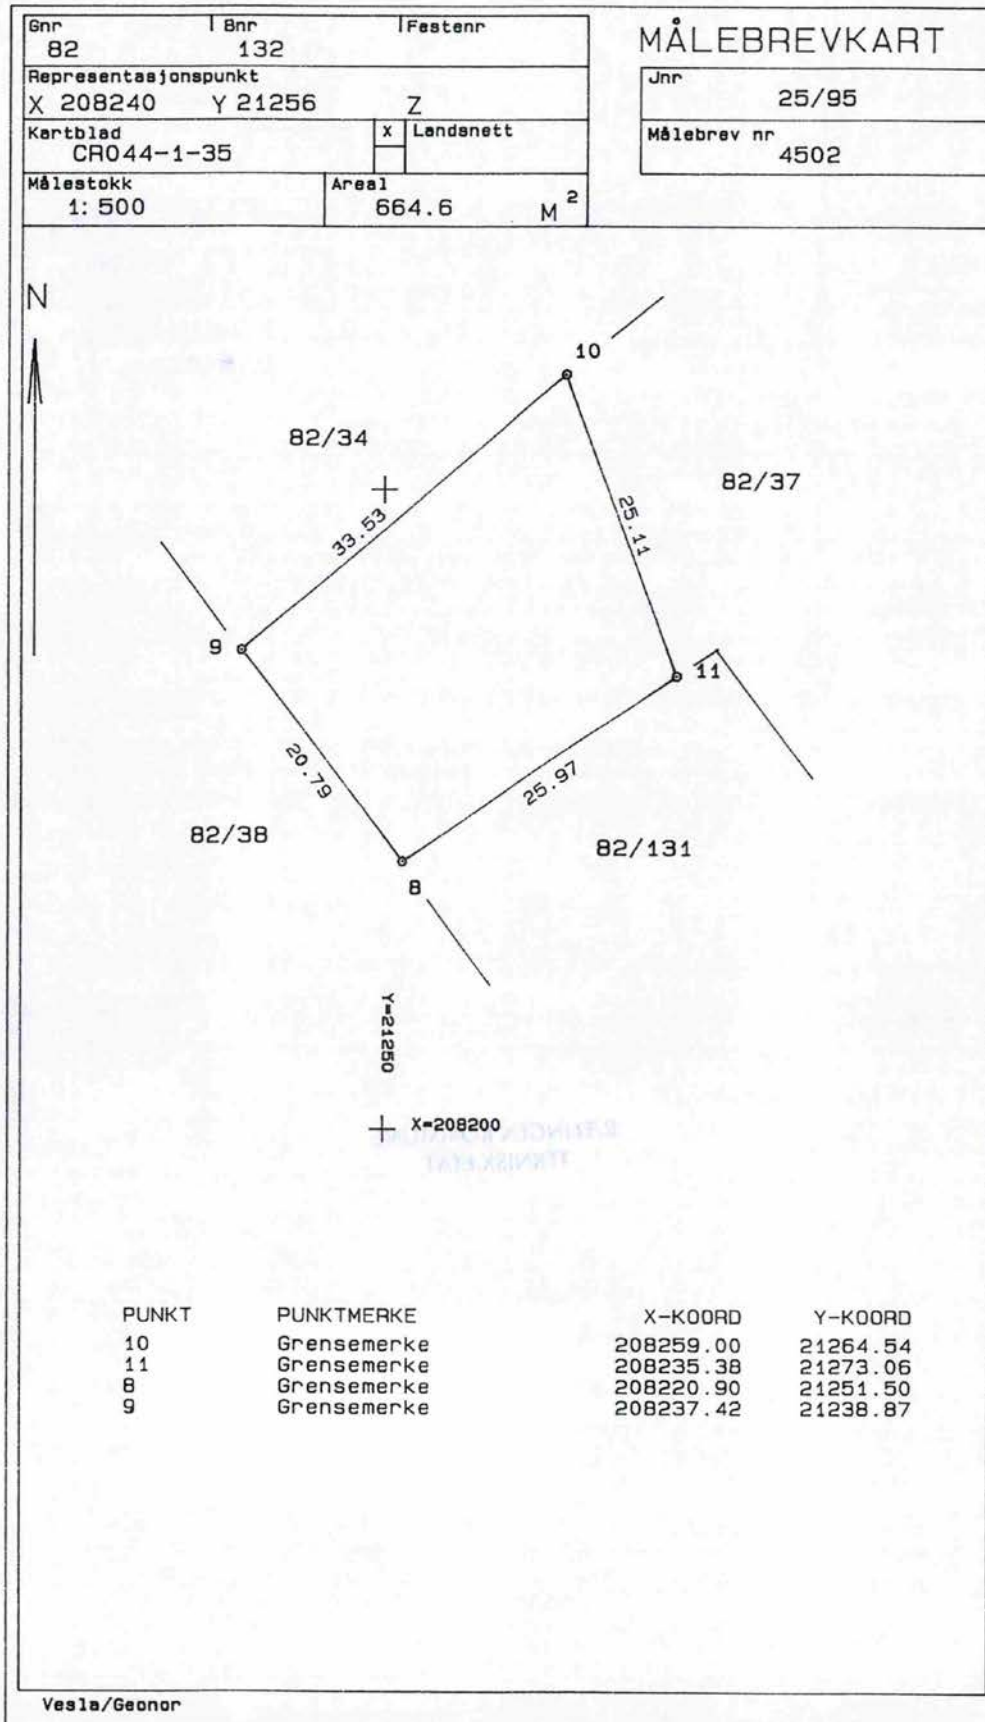 Gnr Bnr Festenr
82 132
MÅLEBREVKART
Representasjonspunkt
X 208240 Y 21256 Z
Jnr
25/95
Kartblad x Landsnett
CR044-1-35
Målebrev nr
4502
Målestokk Areal
1:500 664.6 M²
N
10
82/34
82/37
33.53
25.11
9
11
20.79
25.97
82/38
82/131
8
Y=21250
X=208200
PUNKT PUNKTMERKE X-KOORD Y-KOORD
10 Grensemerke 208259.00 21264.54
11 Grensemerke 208235.38 21273.06
8 Grensemerke 208220.90 21251.50
9 Grensemerke 208237.42 21238.87
Vesla/Geonor